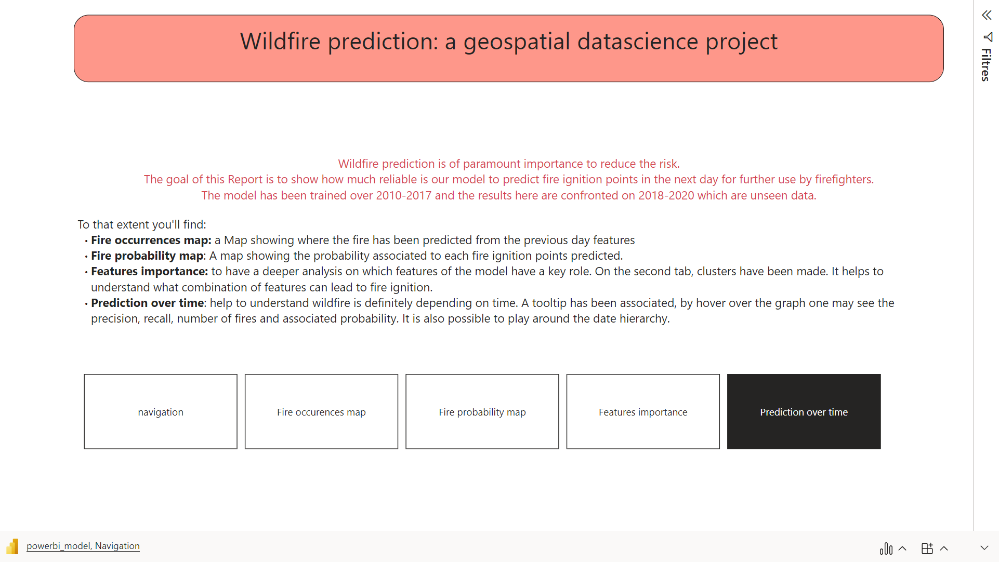 Wildfire prediction: a geospatial datascience project
Filtres
Wildfire prediction is of paramount importance to reduce the risk.
The goal of this Report is to show how much reliable is our model to predict fire ignition points in the next day for further use by firefighters.
The model has been trained over 2010-2017 and the results here are confronted on 2018-2020 which are unseen data.
To that extent you'll find:
• Fire occurrences map: a Map showing where the fire has been predicted from the previous day features
• Fire probability map: A map showing the probability associated to each fire ignition points predicted.
• Features importance: to have a deeper analysis on which features of the model have a key role. On the second tab, clusters have been made. It helps to
understand what combination of features can lead to fire ignition.
• Prediction over time: help to understand wildfire is definitely depending on time. A tooltip has been associated, by hover over the graph one may see the
precision, recall, number of fires and associated probability. It is also possible to play around the date hierarchy.
navigation
Fire occurences map
Fire probability map
Features importance
Prediction over time
powerbi_model, Navigation